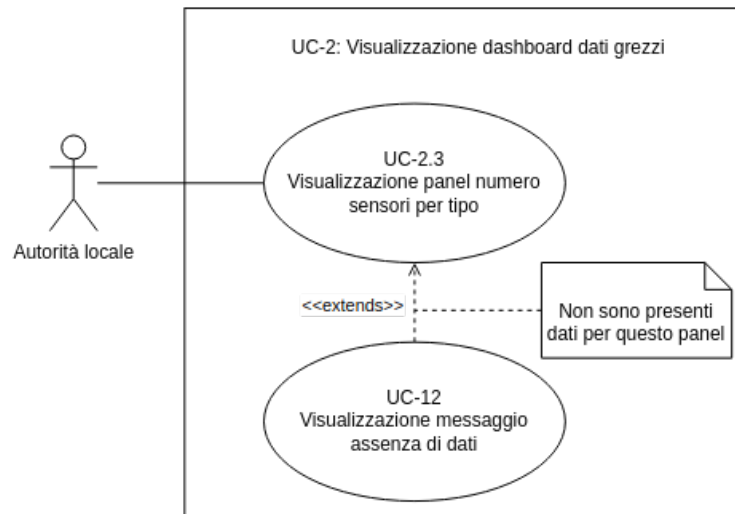 UC-2: Visualizzazione dashboard dati grezzi
UC-2.3
Visualizzazione panel numero
sensori per tipo
Autorità locale
<<extends>>
Non sono presenti
dati per questo panel
UC-12
Visualizzazione messaggio
assenza di dati